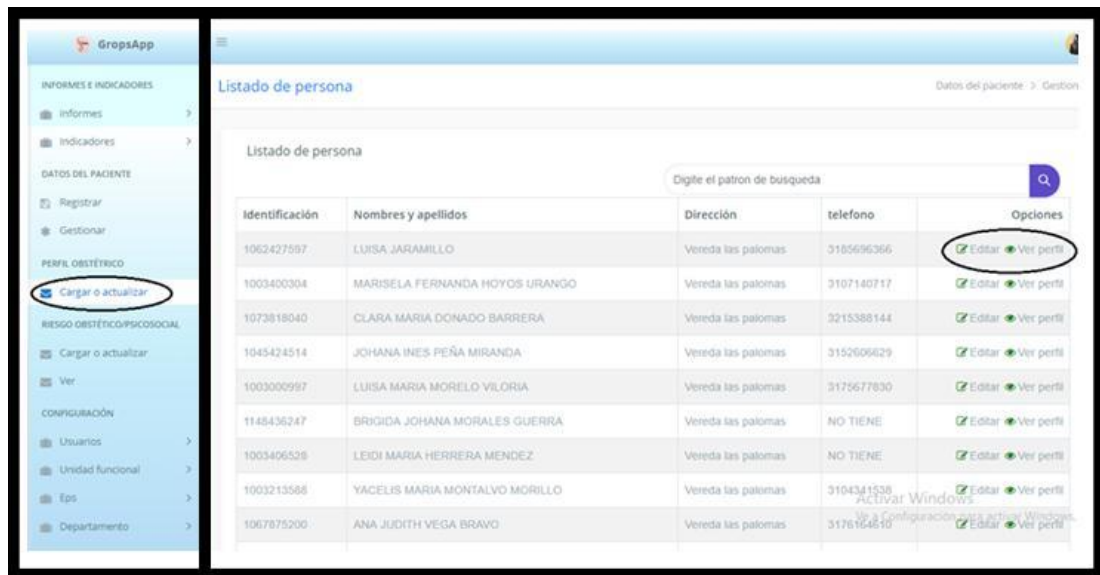 GropsApp
INFORMES E INDICADORES
Informes
Indicadores
DATOS DEL PACIENTE
Registrar
Gestionar
PERFIL OBSTÉTRICO
Cargar o actualizar
RIESGO OBSTÉTICO/PSICOSOCIAL
Cargar o actualizar
Ver
CONFIGURACIÓN
Usuarios
Unidad funcional
Eps
Departamento
Listado de persona
Datos del paciente > Gestion
Listado de persona
Digite el patron de busqueda
Identificación Nombres y apellidos Dirección telefono Opciones
1062427597 LUISA JARAMILLO Vereda las palomas 3185696366 Editar Ver perfil
1003400304 MARISELA FERNANDA HOYOS URANGO Vereda las palomas 3107140717 Editar Ver perfil
1073818040 CLARA MARIA DONADO BARRERA Vereda las palomas 3215388144 Editar Ver perfil
1045424514 JOHANA INES PEÑA MIRANDA Vereda las palomas 3152606629 Editar Ver perfil
1003000997 LUISA MARIA MORELO VILORIA Vereda las palomas 3175677830 Editar Ver perfil
1148436247 BRIGIDA JOHANA MORALES GUERRA Vereda las palomas NO TIENE Editar Ver perfil
1003406528 LEIDI MARIA HERRERA MENDEZ Vereda las palomas NO TIENE Editar Ver perfil
1003213588 YACELIS MARIA MONTALVO MORILLO Vereda las palomas 3104341538 Editar Ver perfil
Activar Windows
Ve a Configuración para activar Windows.
1067875200 ANA JUDITH VEGA BRAVO Vereda las palomas 3176164610 Editar Ver perfil